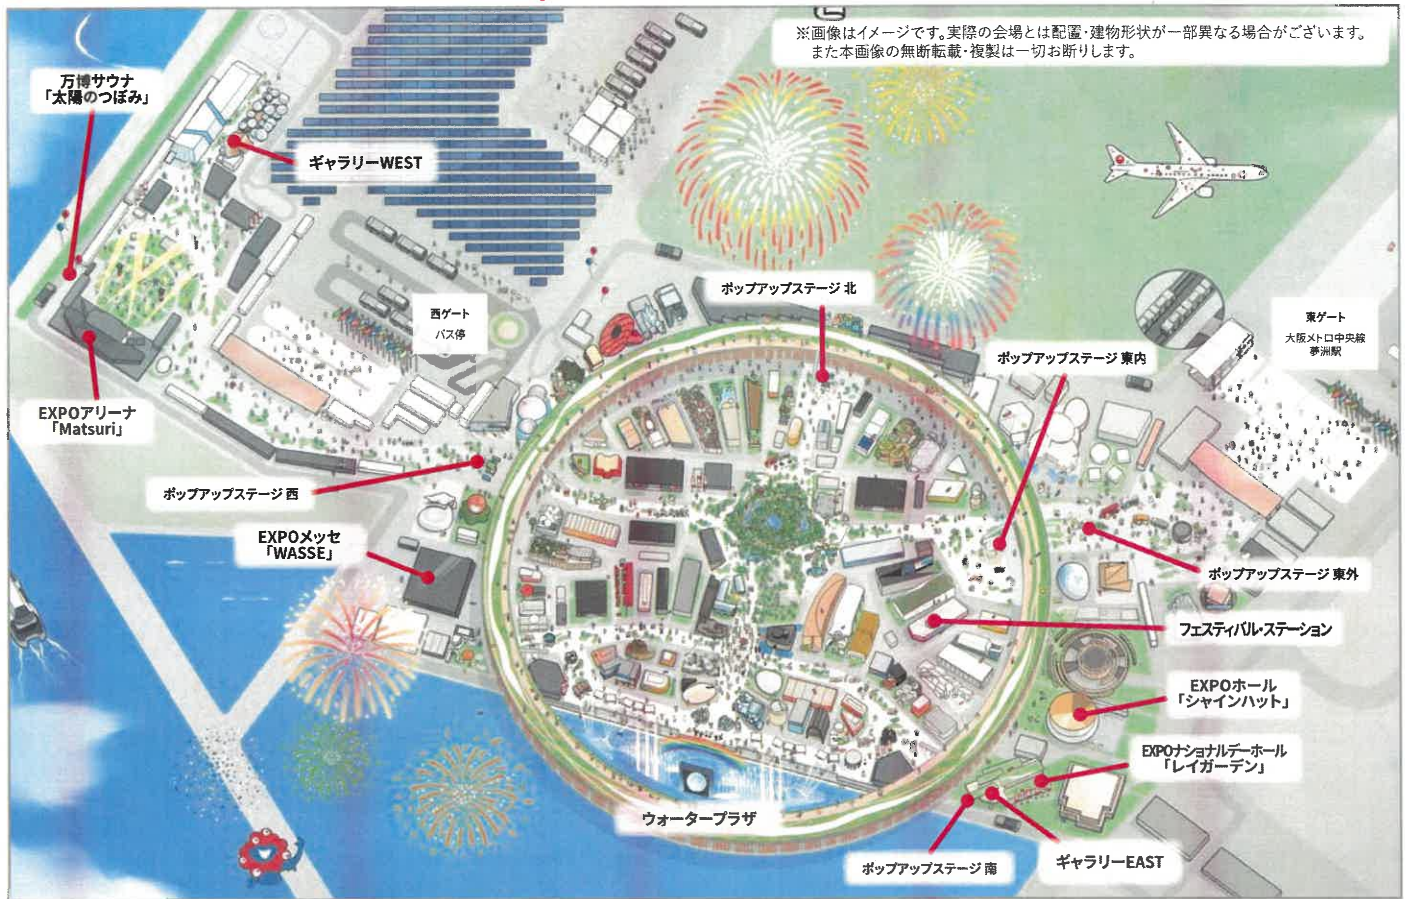 ※画像はイメージです。実際の会場とは配置・建物形状が一部異なる場合がございます。
また本画像の無断転載・複製は一切お断りします。
万博サウナ
「太陽のつぼみ」
ギャラリーWEST
ポップアップステージ 北
西ゲート
バス停
東ゲート
大阪メトロ中央線
夢洲駅
ポップアップステージ 東内
EXPOアリーナ
「Matsuri」
ポップアップステージ 西
EXPOメッセ
「WASSE」
ポップアップステージ 東外
フェスティバル・ステーション
EXPOホール
「シャインハット」
EXPOナショナルデーホール
「レイガーデン」
ウォータープラザ
ポップアップステージ 南
ギャラリーEAST